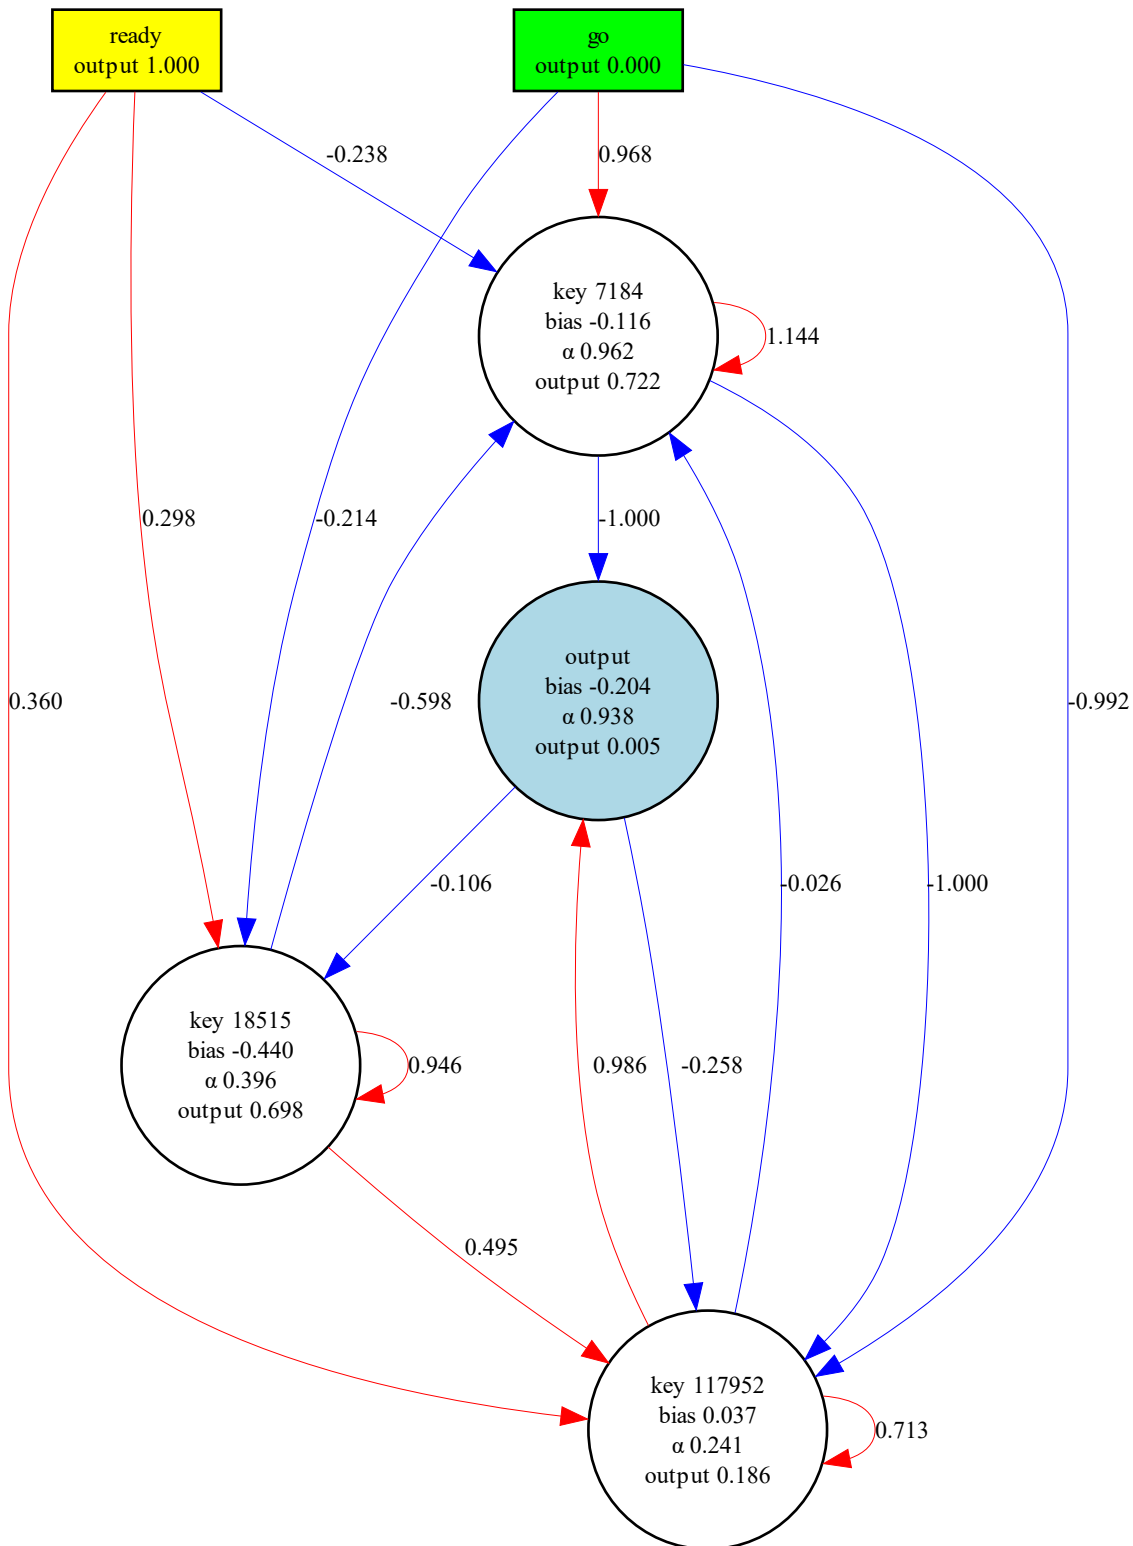 ready
output 1.000
go
output 0.000
-0.238
0.968
key 7184
bias -0.116
α 0.962
output 0.722
1.144
0.298
-0.214
-1.000
output
bias -0.204
α 0.938
output 0.005
0.360
-0.598
-0.992
-0.106
-0.026
-1.000
key 18515
bias -0.440
α 0.396
output 0.698
0.946
0.986
-0.258
0.495
key 117952
bias 0.037
α 0.241
output 0.186
0.713